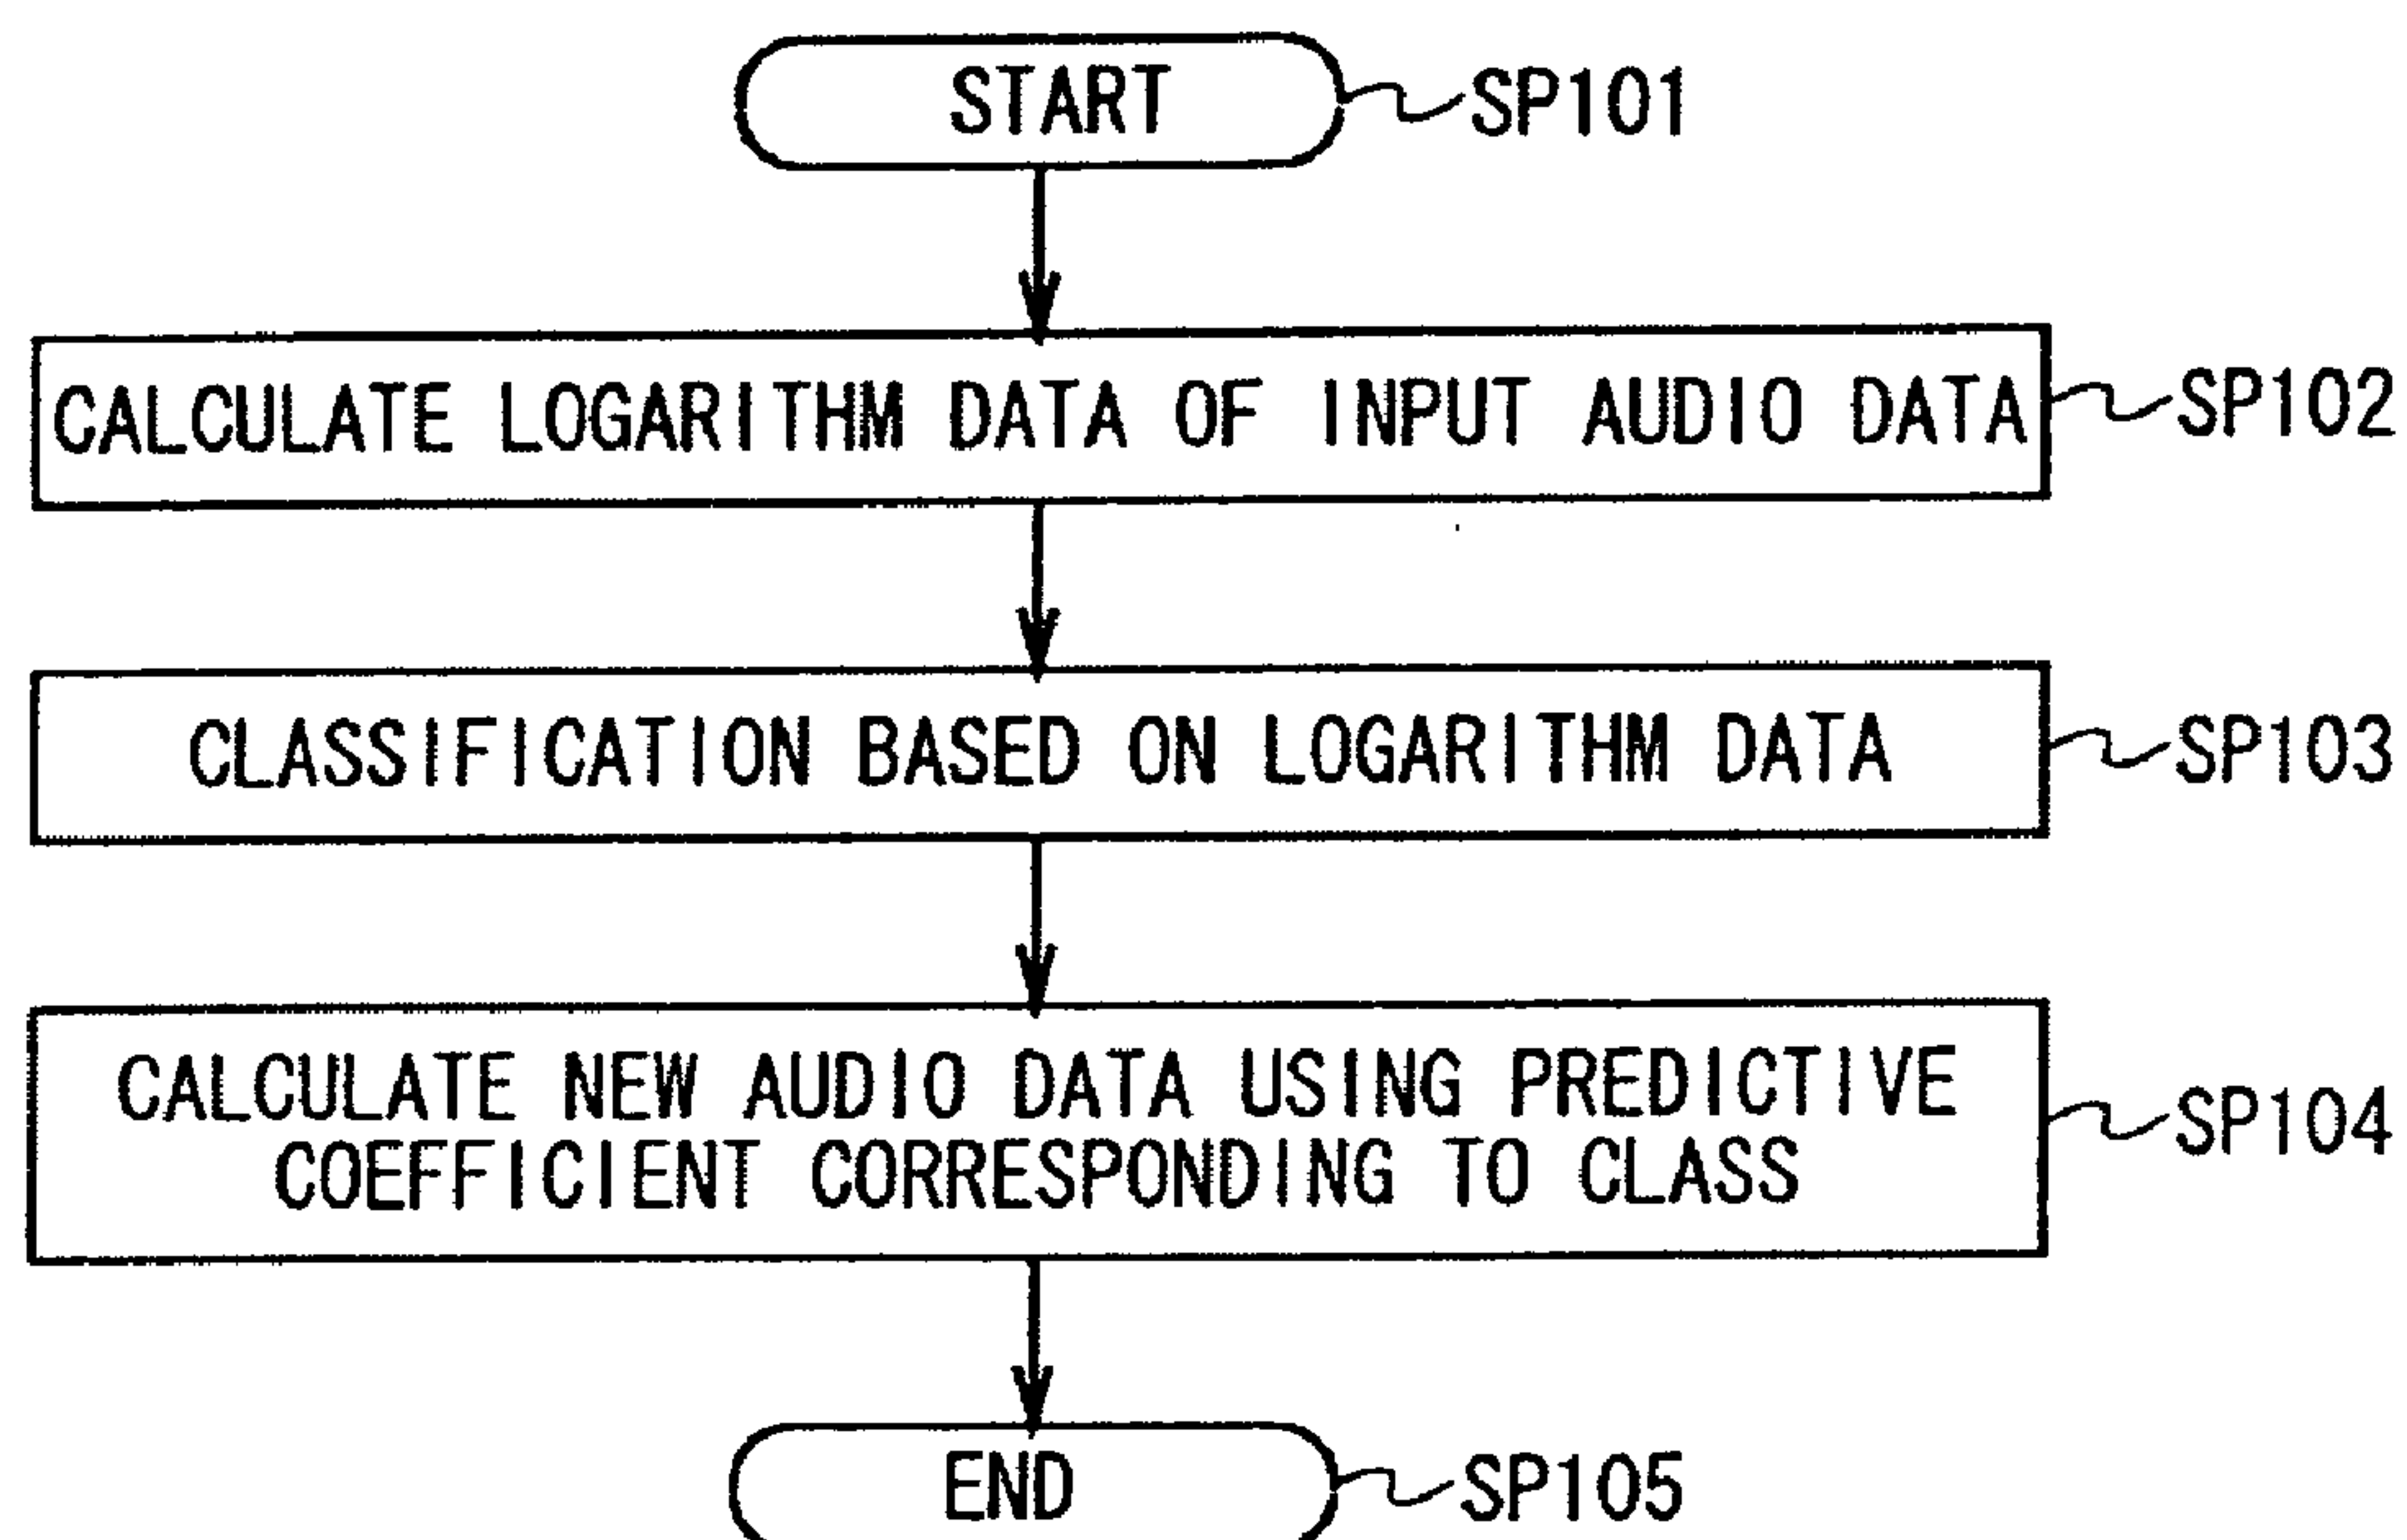 START SP101
CALCULATE LOGARITHM DATA OF INPUT AUDIO DATA SP102
CLASSIFICATION BASED ON LOGARITHM DATA SP103
CALCULATE NEW AUDIO DATA USING PREDICTIVE
COEFFICIENT CORRESPONDING TO CLASS
SP104
END SP105